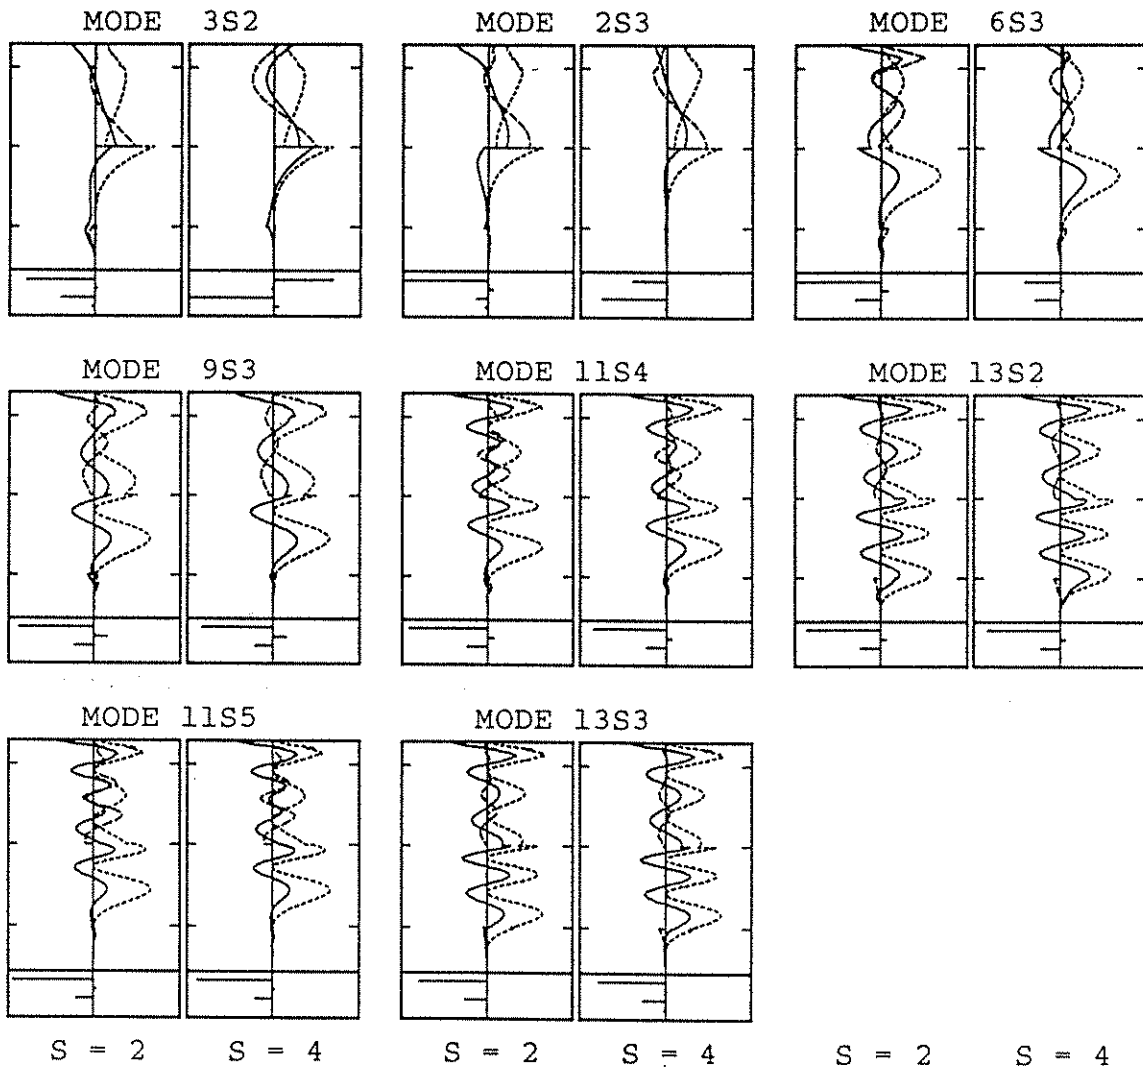 MODE 3S2
MODE 2S3
MODE 6S3
MODE 9S3
MODE 11S4
MODE 13S2
MODE 11S5
MODE 13S3
S = 2
S = 4
S = 2
S = 4
S = 2
S = 4